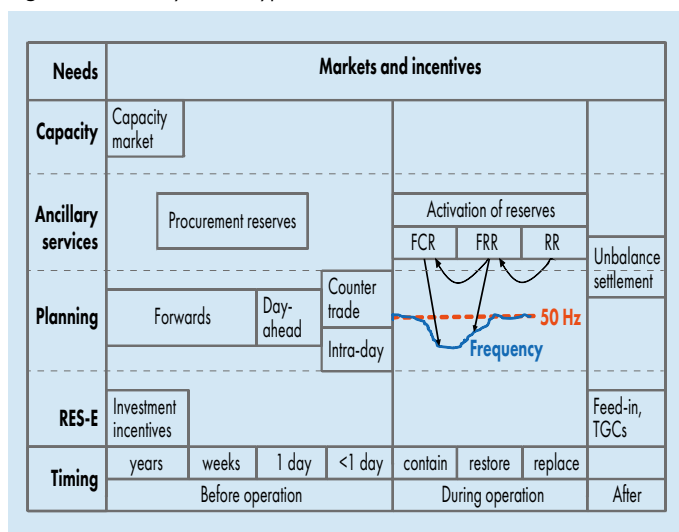 Needs
Markets and incentives
Capacity
Capacity
market
Ancillary
services
Procurement reserves
Activation of reserves
FCR
FRR
RR
Unbalance
settlement
Planning
Forwards
Day-
ahead
Counter
trade
Intra-day
50 Hz
Frequency
RES-E
Investment
incentives
Feed-in,
TGCs
Timing
years
weeks
1 day
<1 day
contain
restore
replace
Before operation
During operation
After